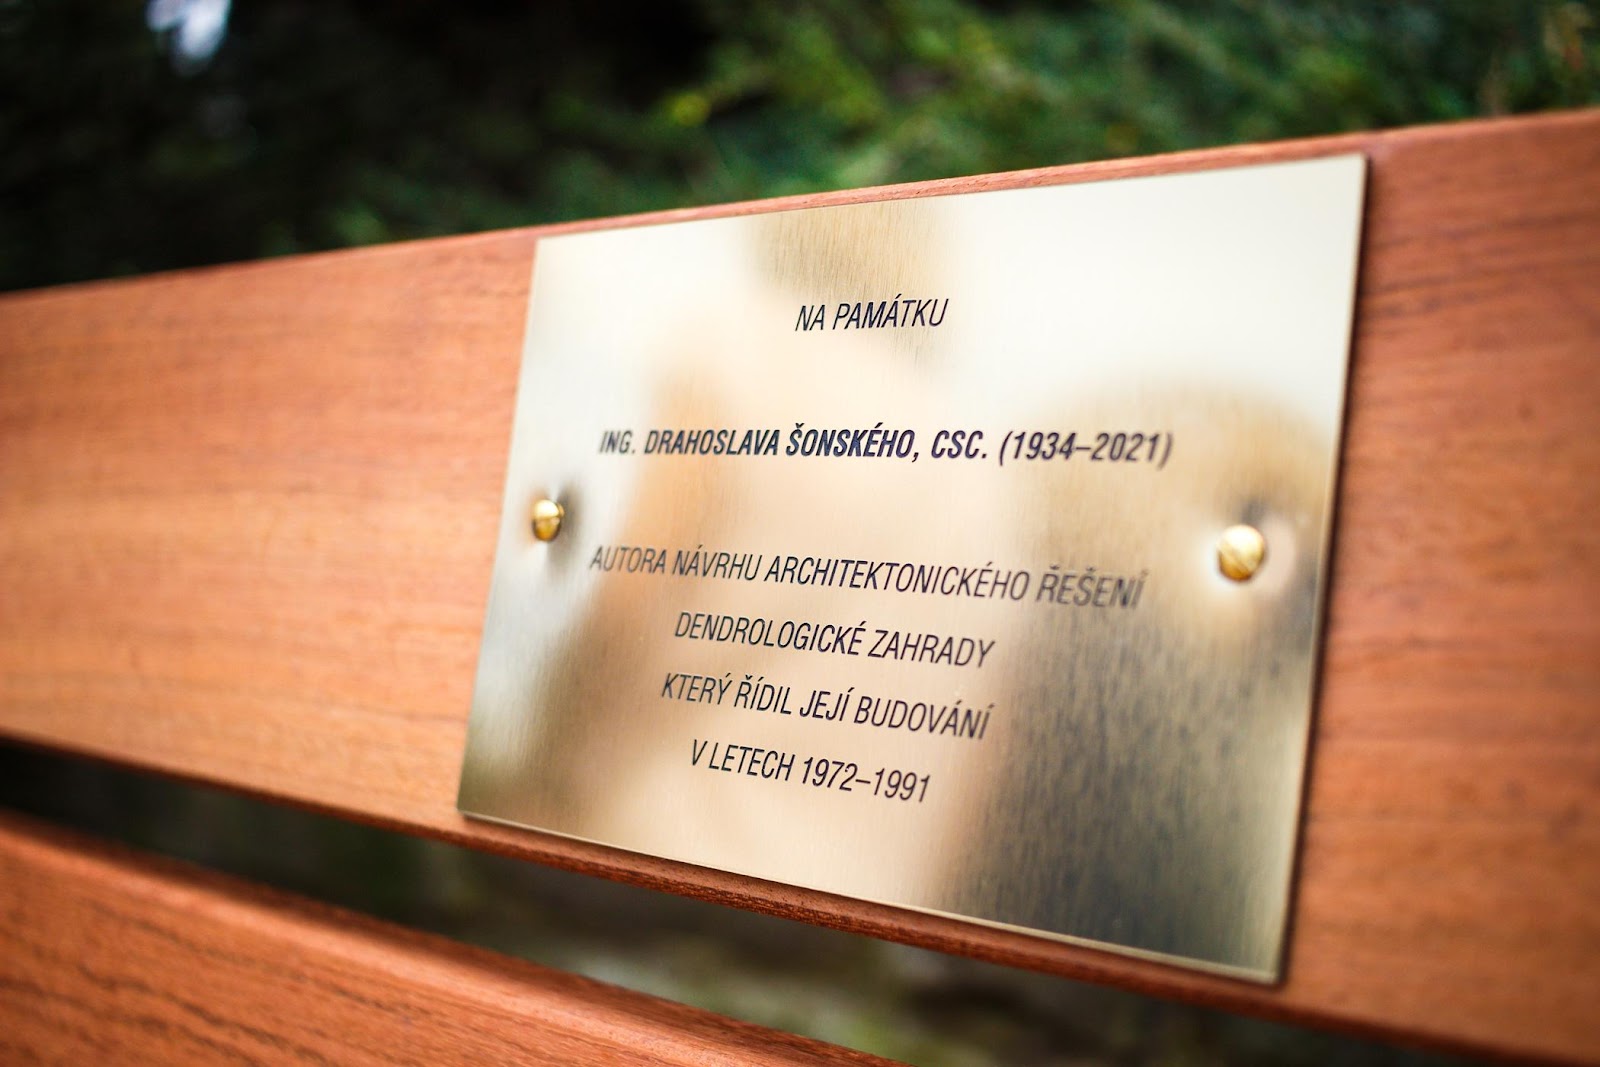 NA PAMÁTKU
ING. DRAHOSLAVA ŠONSKÉHO, CSC. (1934–2021)
AUTORA NÁVRHU ARCHITEKTONICKÉHO ŘEŠENÍ
DENDROLOGICKÉ ZAHRADY
KTERÝ ŘÍDIL JEJÍ BUDOVÁNÍ
V LETECH 1972–1991